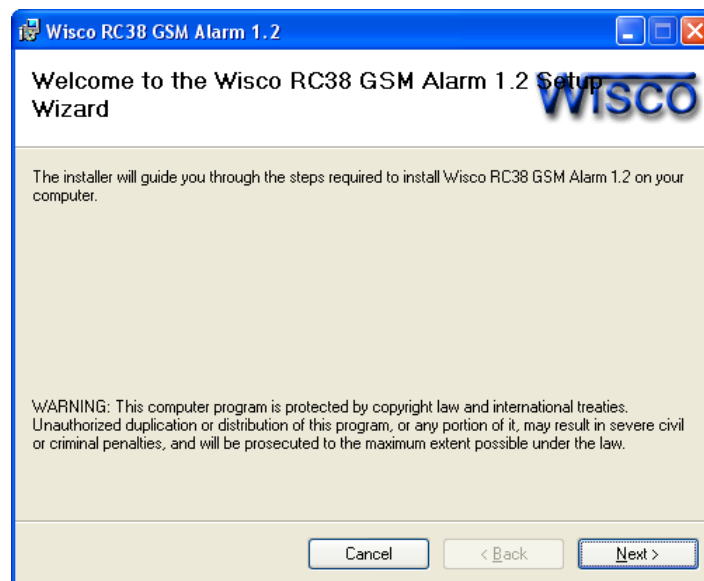 Wisco RC38 GSM Alarm 1.2
Welcome to the Wisco RC38 GSM Alarm 1.2 Setup
Wizard
WISCO
The installer will guide you through the steps required to install Wisco RC38 GSM Alarm 1.2 on your
computer.
WARNING: This computer program is protected by copyright law and international treaties.
Unauthorized duplication or distribution of this program, or any portion of it, may result in severe civil
or criminal penalties, and will be prosecuted to the maximum extent possible under the law.
Cancel
< Back
Next >